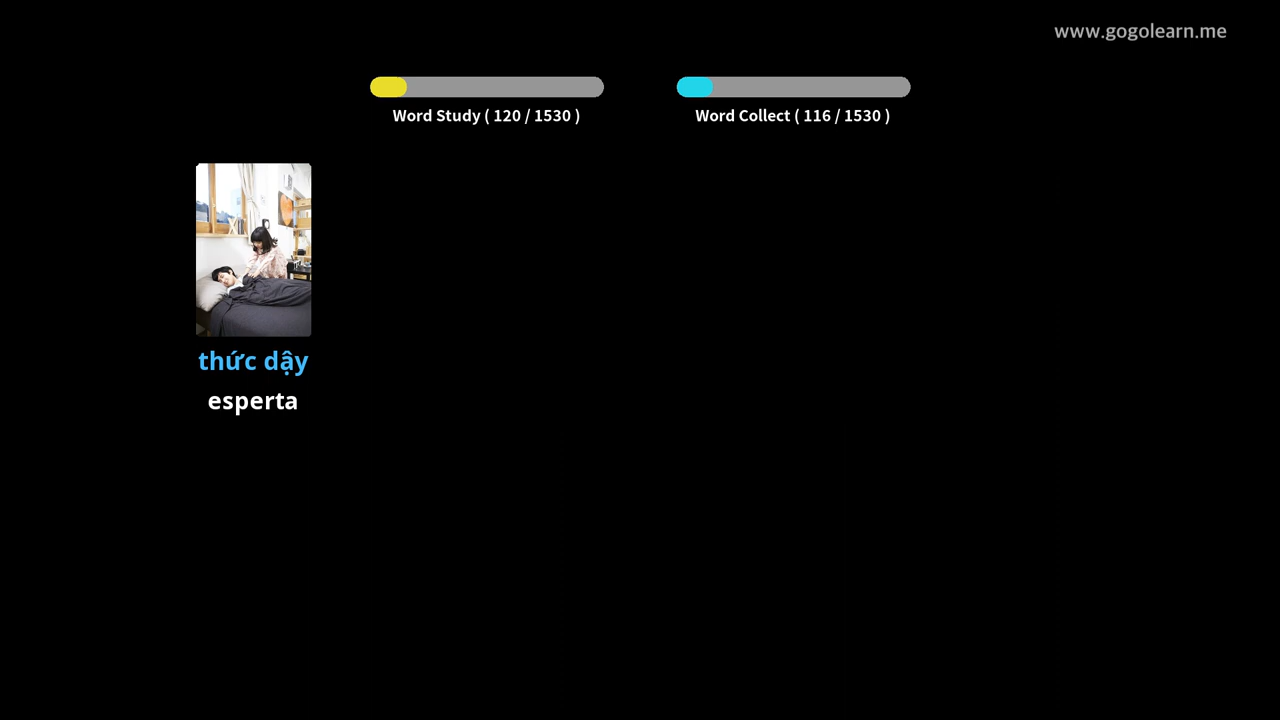 www.gogolearn.me
Word Study ( 120 / 1530 )
Word Collect ( 116 / 1530 )
thức dậy
esperta